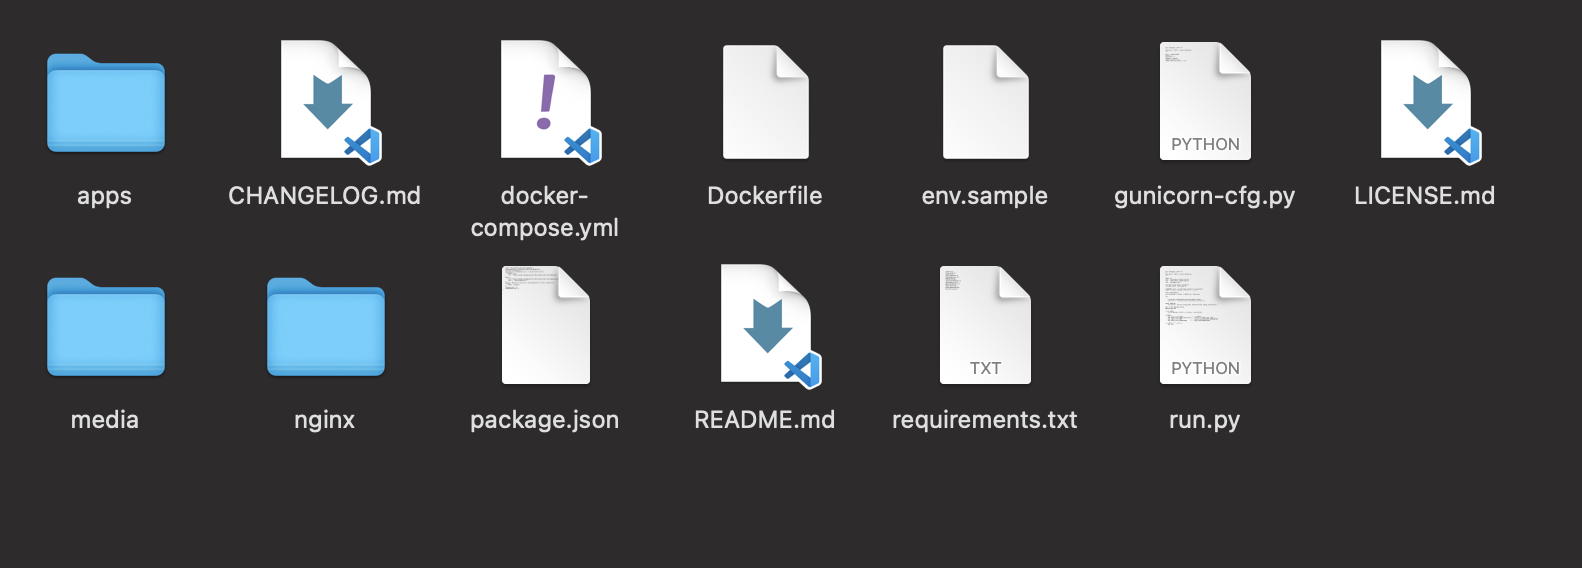 PYTHON
apps
CHANGELOG.md
docker-
compose.yml
Dockerfile
env.sample
gunicorn-cfg.py
LICENSE.md
TXT
PYTHON
media
nginx
package.json
README.md
requirements.txt
run.py